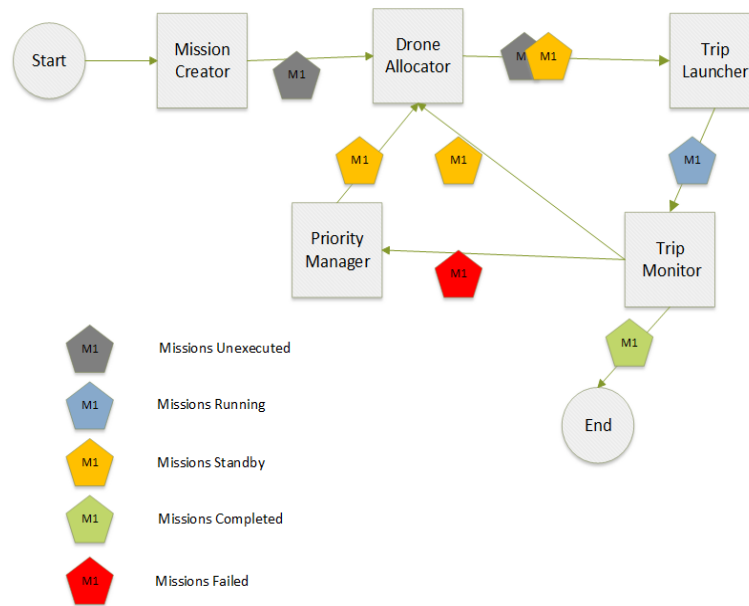 Start
Mission
Creator
M1
Drone
Allocator
M
M1
Trip
Launcher
M1
M1
M1
Priority
Manager
M1
Trip
Monitor
M1
End
M1 Missions Unexecuted
M1 Missions Running
M1 Missions Standby
M1 Missions Completed
M1 Missions Failed